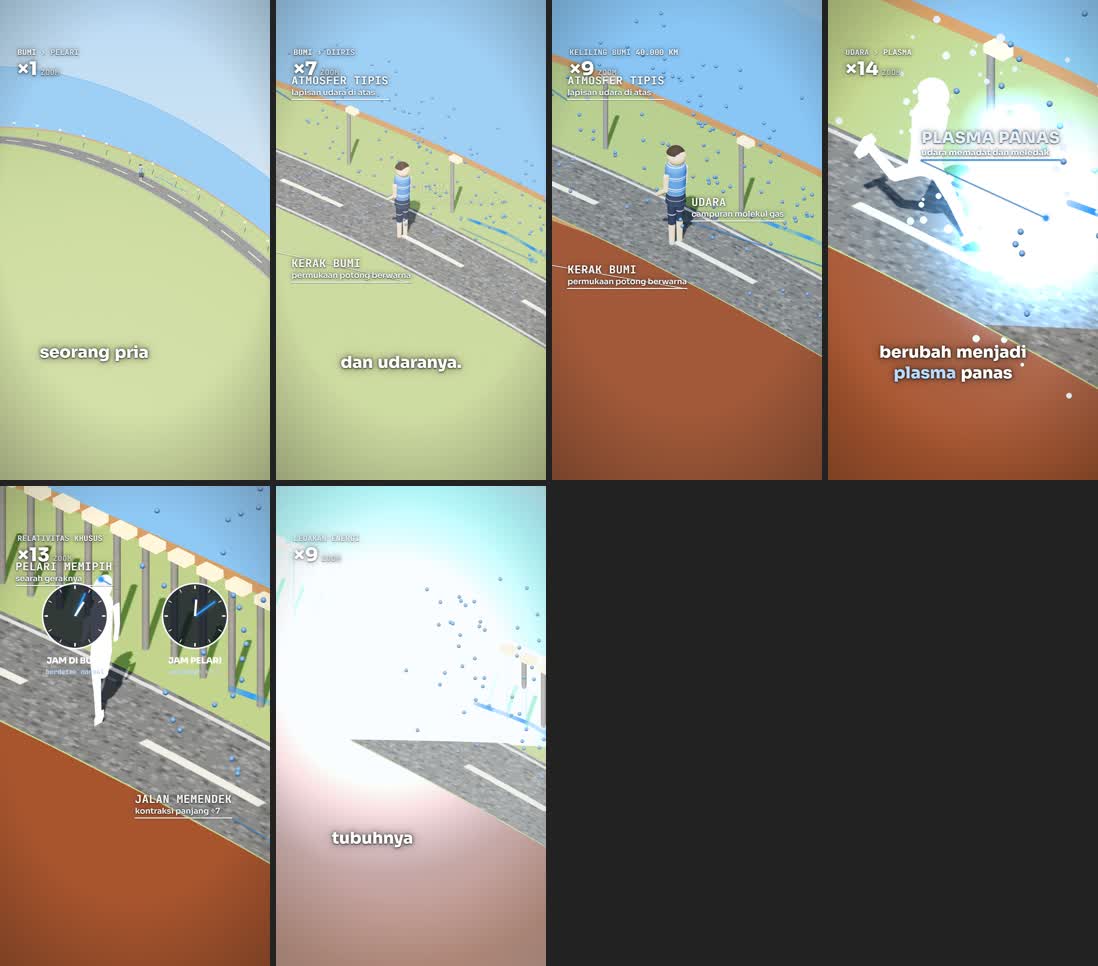 BUMI › PELARI
×1 ZOOM
seorang pria
BUMI › DIIRIS
×7
ATMOSFER TIPIS
lapisan udara di atas
KERAK BUMI
permukaan potong berwarna
dan udaranya.
KELILING BUMI 40.000 KM
×9 ZOOM
ATMOSFER TIPIS
lapisan udara di atas
UDARA
campuran molekul gas
KERAK BUMI
permukaan potong berwarna
UDARA › PLASMA
×14 ZOOM
PLASMA PANAS
udara memadat dan meledak
berubah menjadi
plasma panas
RELATIVITAS KHUSUS
×13 ZOOM
PELARI MEMIPIH
searah geraknya
JAM DI
JAM PELARI
berdetak
JALAN MEMENDEK
kontraksi panjang ÷7
LEDAKAN ENERGI
×9 ZOOM
tubuhnya